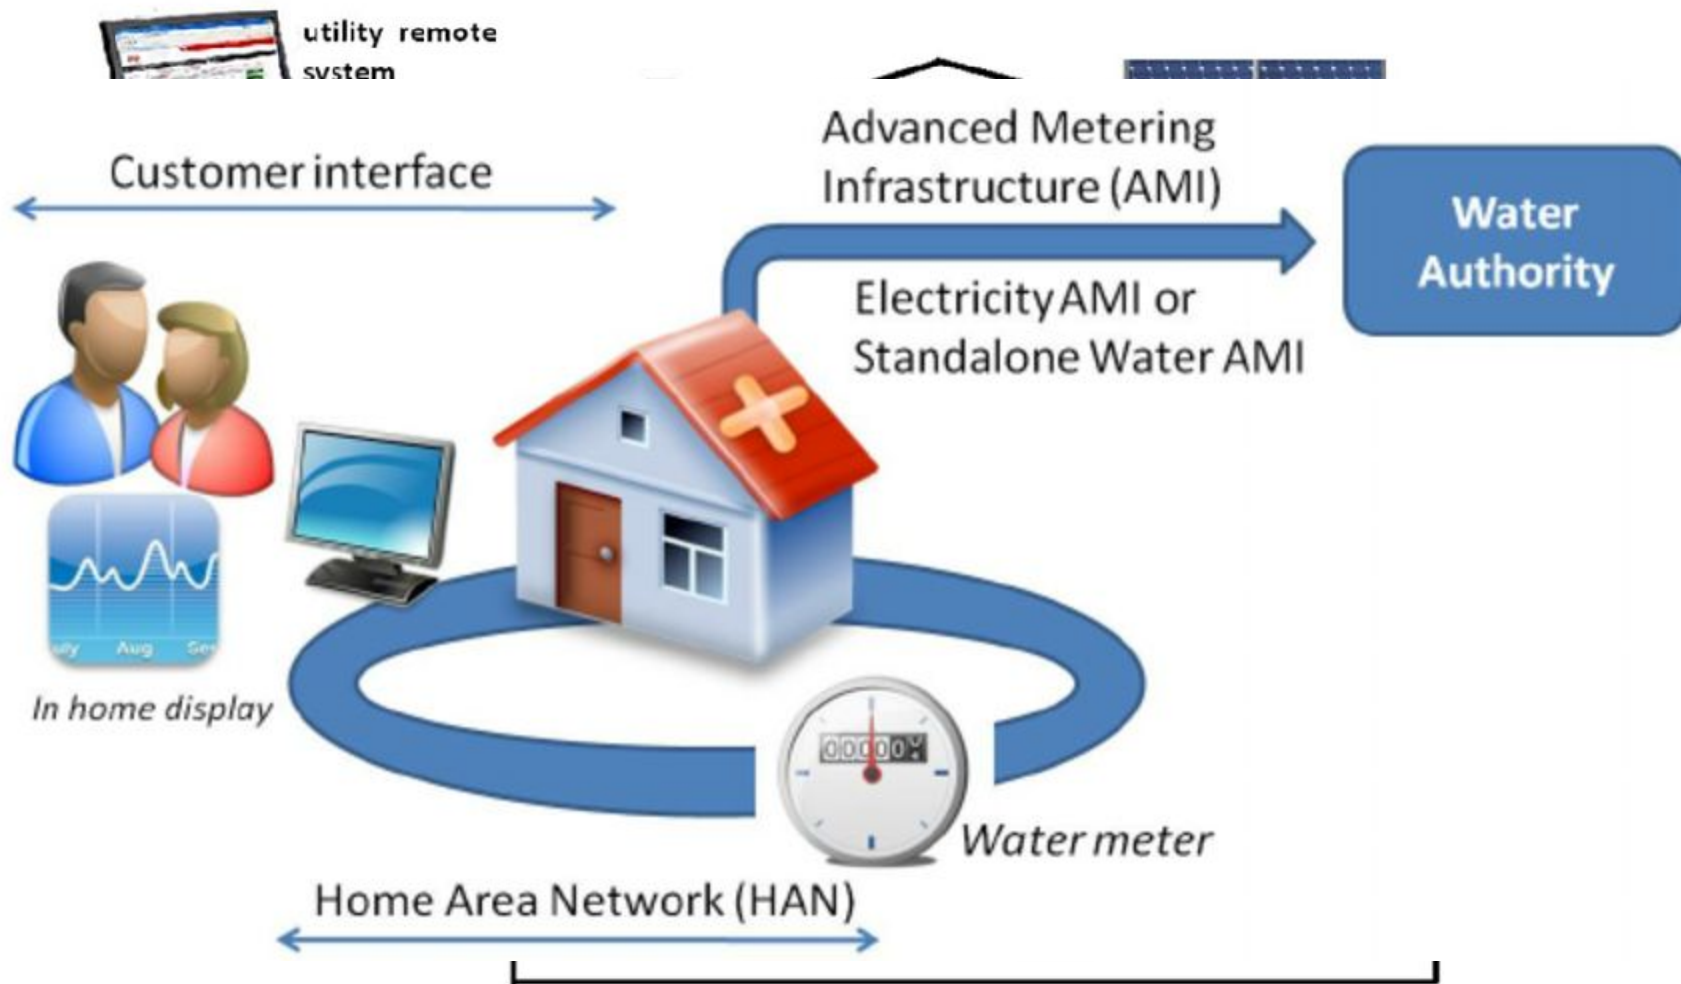 utility remote
system
Customer interface
Advanced Metering
Infrastructure (AMI)
Water
Authority
Electricity AMI or
Standalone Water AMI
Aug
In home display
Water meter
Home Area Network (HAN)